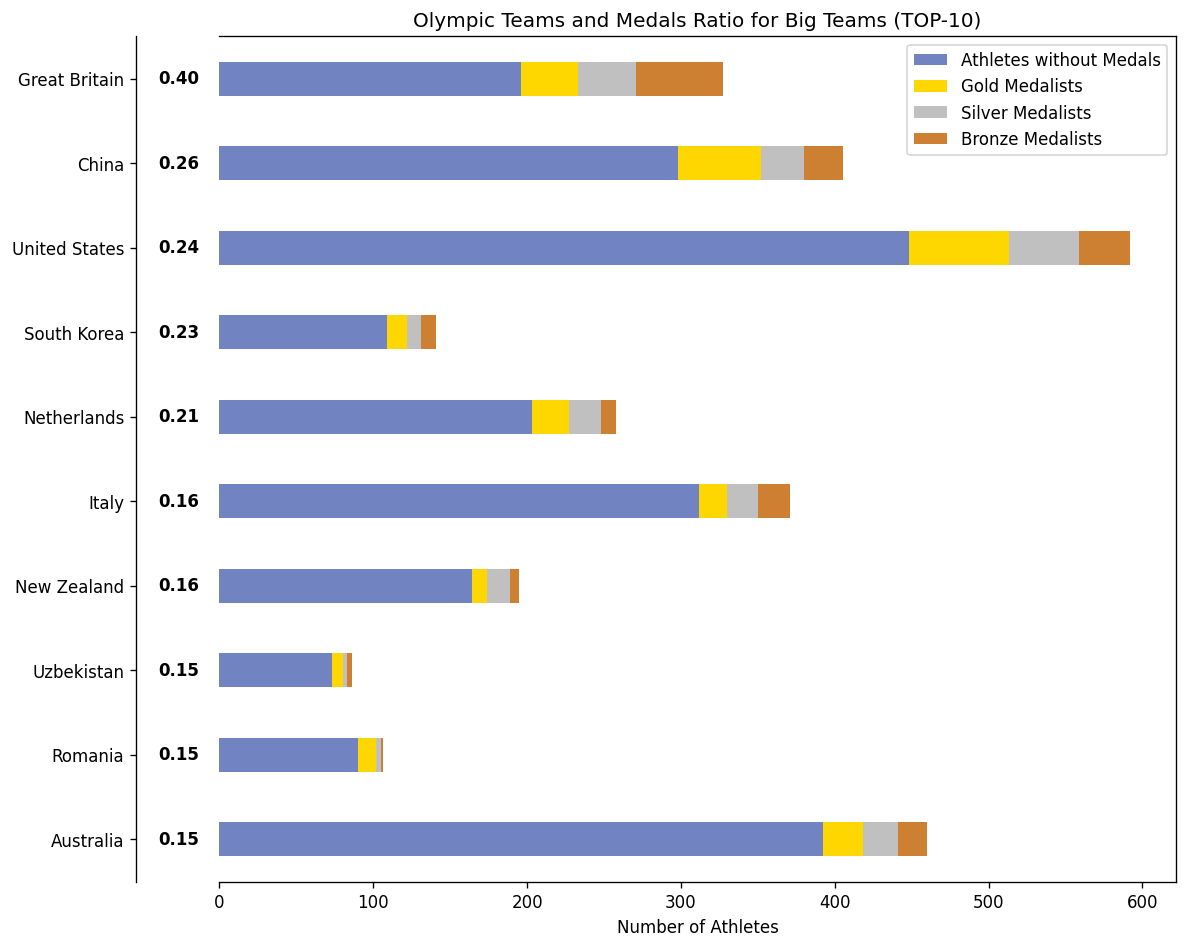 Olympic Teams and Medals Ratio for Big Teams (TOP-10)
Athletes without Medals
Gold Medalists
Silver Medalists
Bronze Medalists
Great Britain 0.40
China 0.26
United States 0.24
South Korea 0.23
Netherlands 0.21
Italy 0.16
New Zealand 0.16
Uzbekistan 0.15
Romania 0.15
Australia 0.15
0 100 200 300 400 500 600
Number of Athletes